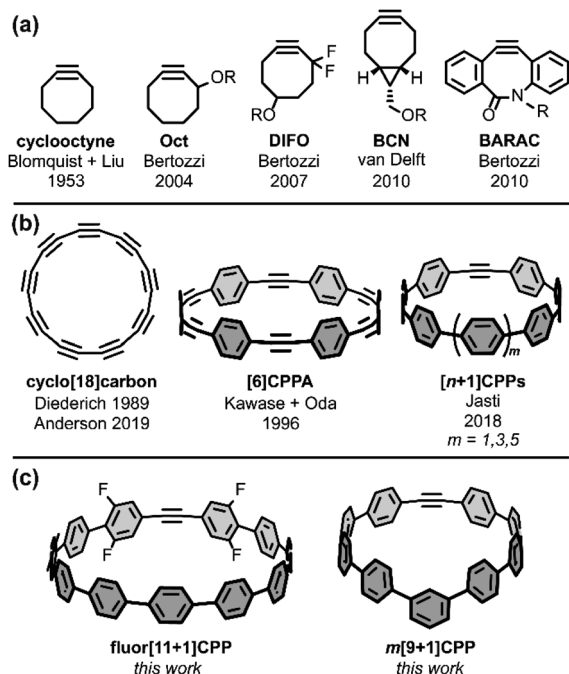 (a)
OR
F
F
RO
H
H
OR
O
N
R
cyclooctyne
Blomquist + Liu
1953
Oct
Bertozzi
2004
DIFO
Bertozzi
2007
BCN
van Delft
2010
BARAC
Bertozzi
2010
(b)
m
cyclo[18]carbon
Diederich 1989
Anderson 2019
[6]CPPA
Kawase + Oda
1996
[n+1]CPPs
Jasti
2018
m = 1,3,5
(c)
F
F
F
F
fluor[11+1]CPP
this work
m[9+1]CPP
this work